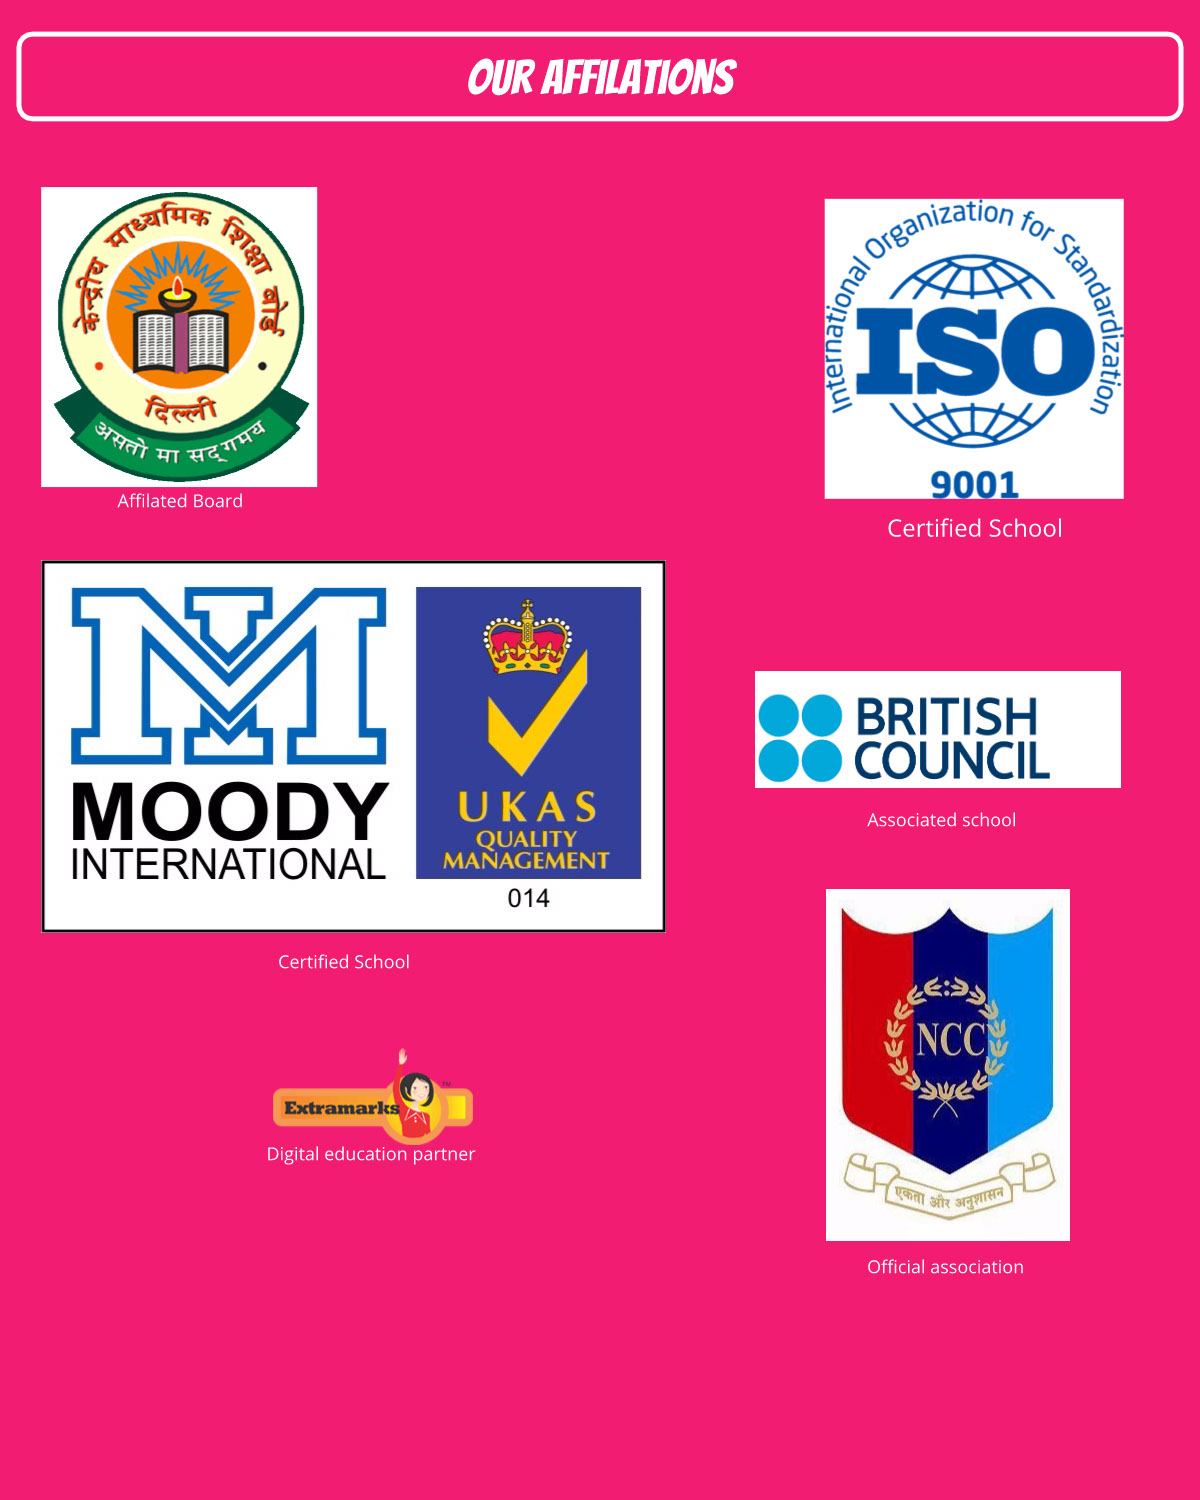 OUR AFFILATIONS
केन्द्रीय माध्यमिक शिक्षा बोर्ड
दिल्ली
असतो मा सद्गमय
Affilated Board
International Organization for Standardization
ISO
9001
Certified School
MOODY
INTERNATIONAL
UKAS
QUALITY
MANAGEMENT
014
Certified School
BRITISH
COUNCIL
Associated school
NCC
एकता और अनुशासन
Official association
Extramarks TM
Digital education partner